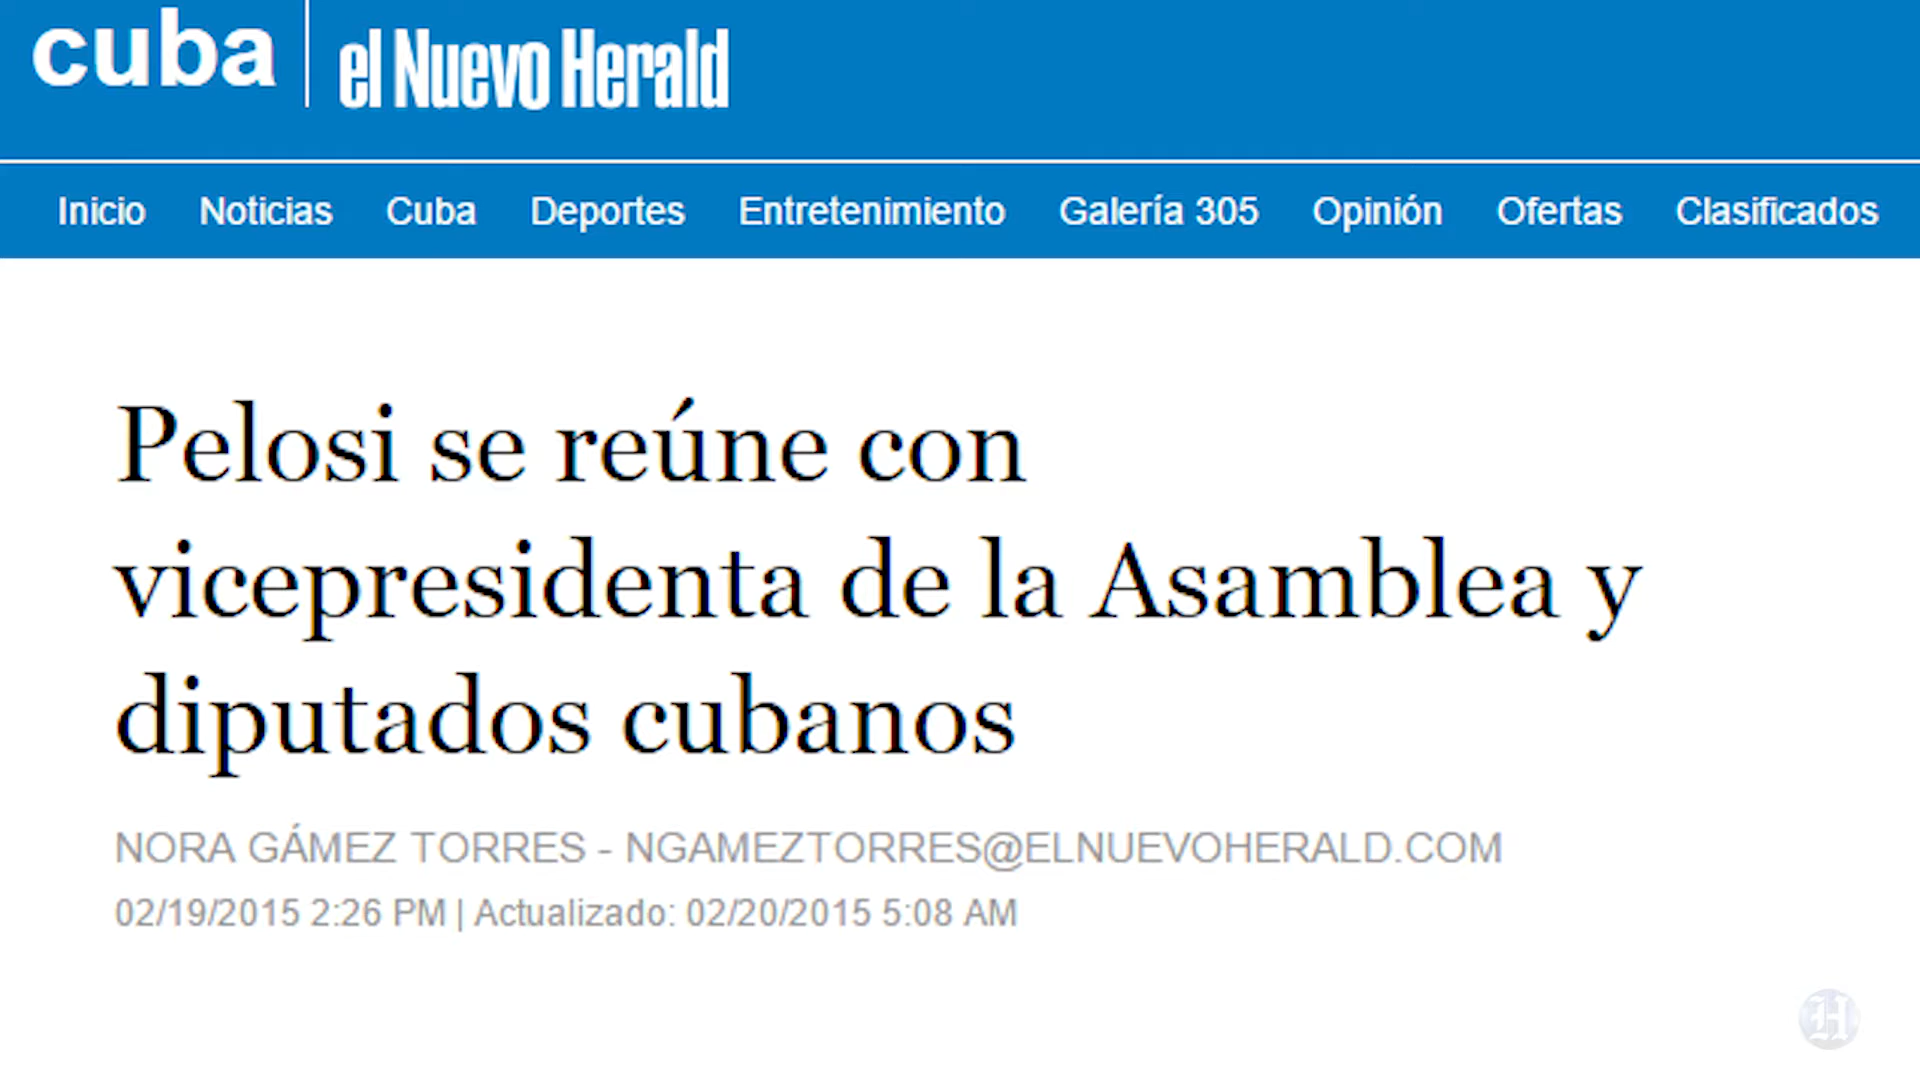 cuba | el Nuevo Herald
Inicio Noticias Cuba Deportes Entretenimiento Galería 305 Opinión Ofertas Clasificados
Pelosi se reúne con
vicepresidenta de la Asamblea y
diputados cubanos
NORA GÁMEZ TORRES - NGAMEZTORRES@ELNUEVOHERALD.COM
02/19/2015 2:26 PM | Actualizado: 02/20/2015 5:08 AM
H